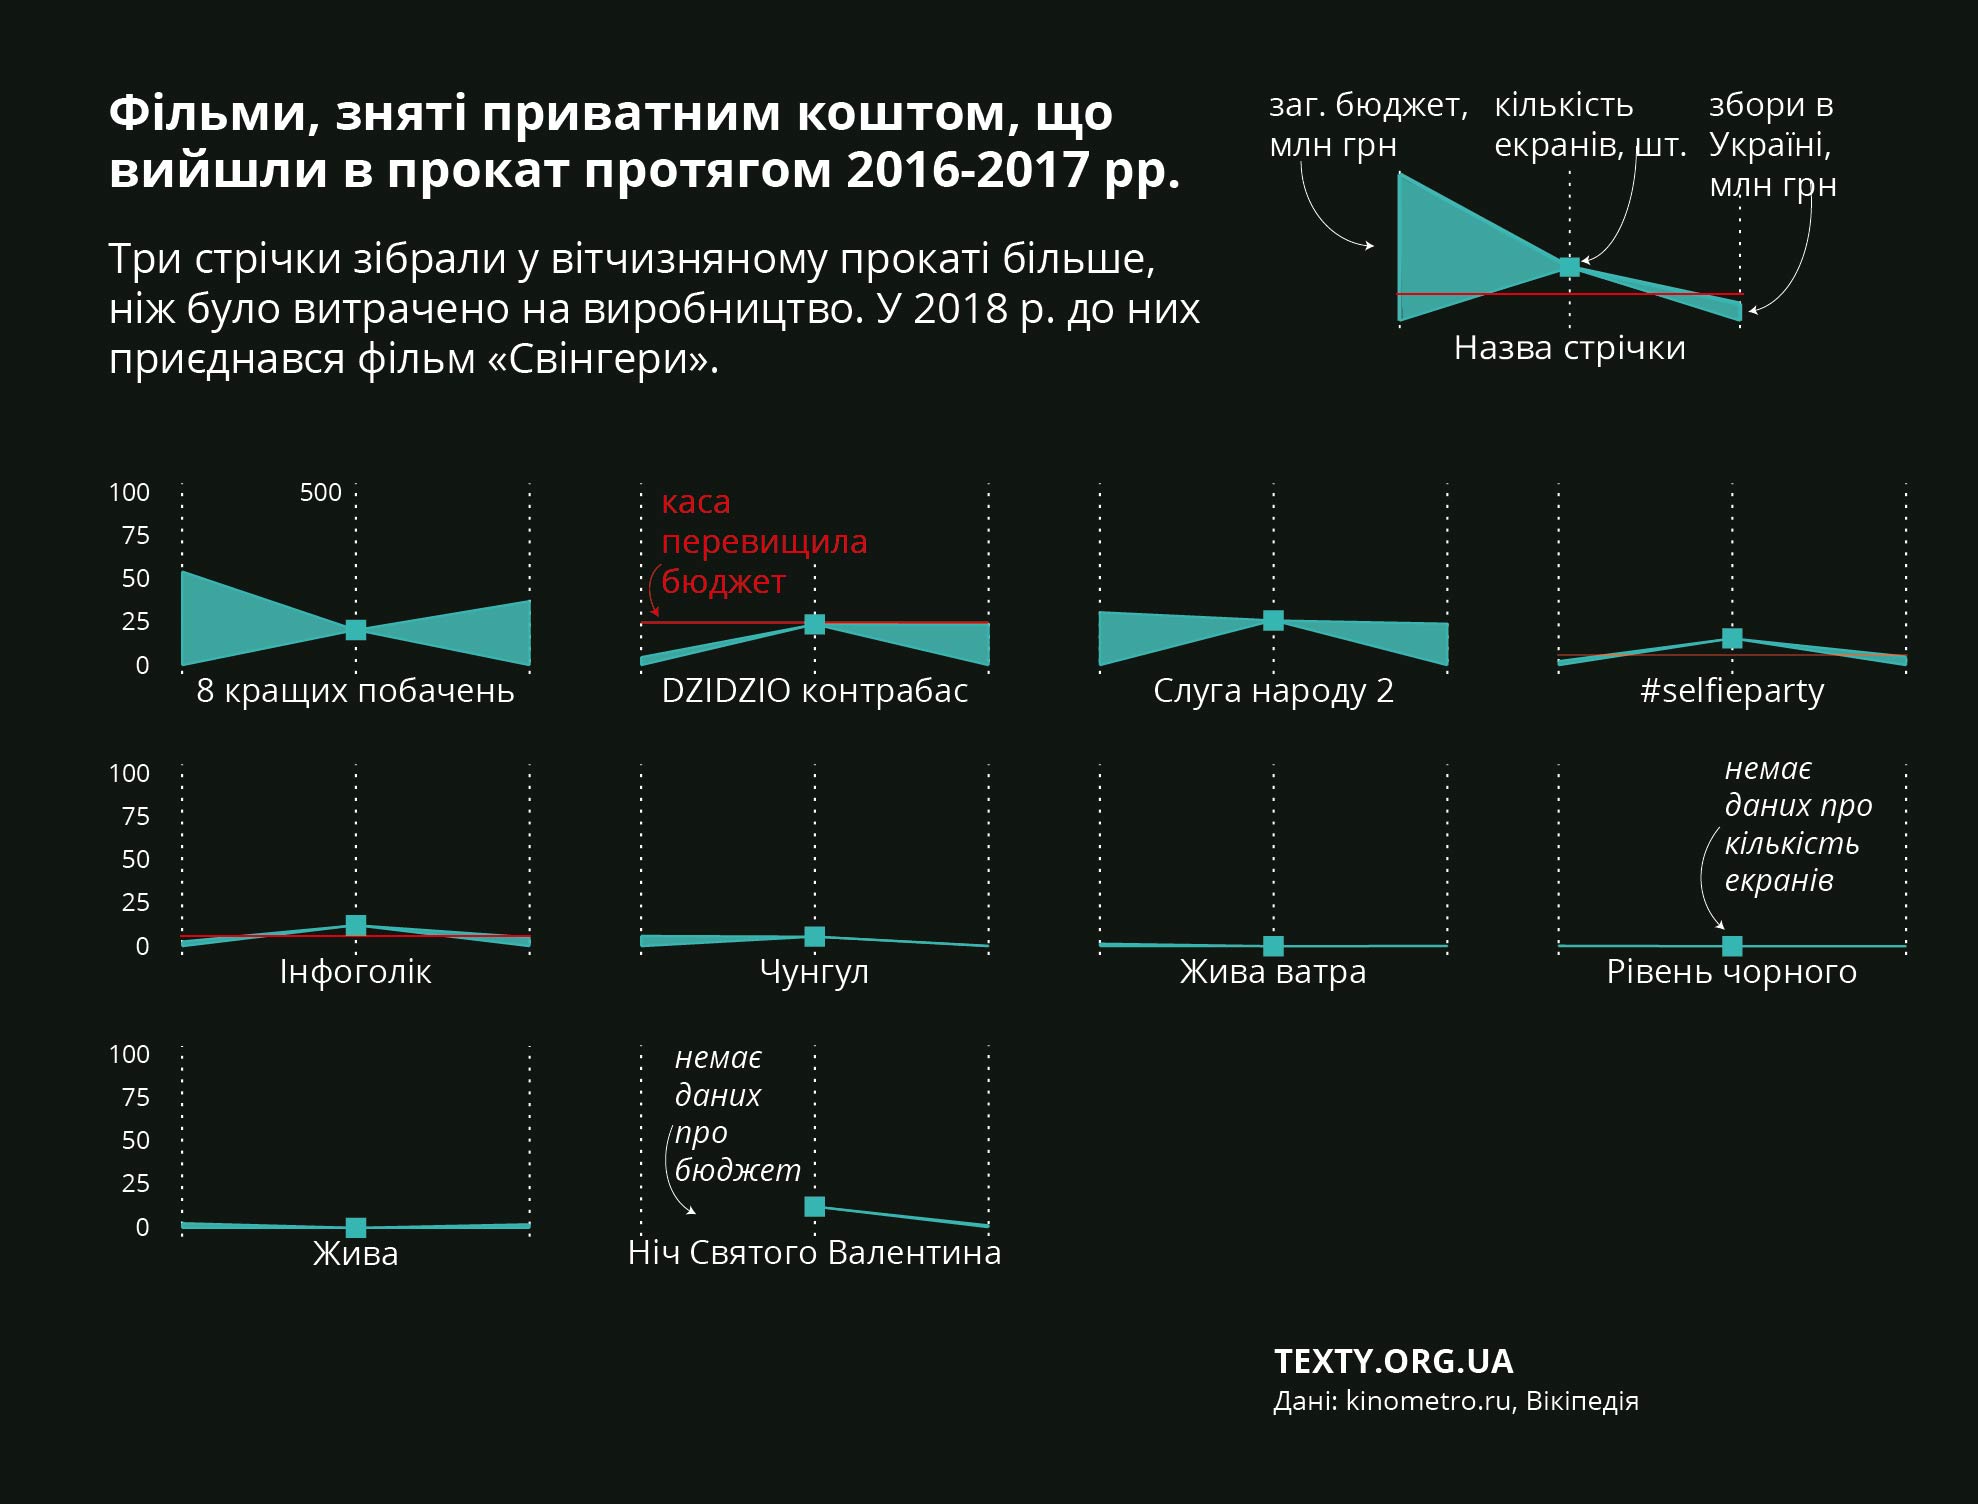 Фільми, зняті приватним коштом, що
вийшли в прокат протягом 2016-2017 рр.
Три стрічки зібрали у вітчизняному прокаті більше,
ніж було витрачено на виробництво. У 2018 р. до них
приєднався фільм «Свінгери».
заг. бюджет,
млн грн
кількість
екранів, шт.
збори в
Україні,
млн грн
Назва стрічки
100
75
50
25
0
500
8 кращих побачень
каса
перевищила
бюджет
DZIDZIO контрабас
Слуга народу 2
#selfieparty
100
75
50
25
0
Інфоголік
Чунгул
Жива ватра
немає
даних про
кількість
екранів
Рівень чорного
100
75
50
25
0
Жива
немає
даних
про
бюджет
Ніч Святого Валентина
TEXTY.ORG.UA
Дані: kinometro.ru, Вікіпедія